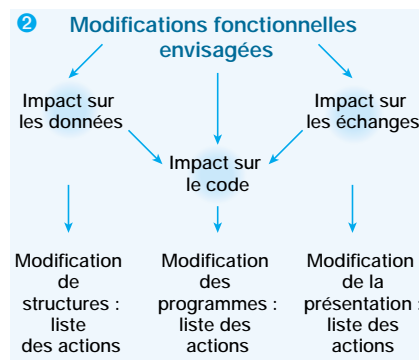 ❷ Modifications fonctionnelles
envisagées
Impact sur
les données
Impact sur
les échanges
Impact sur
le code
Modification
de
structures :
liste
des actions
Modification
des
programmes :
liste des
actions
Modification
de la
présentation :
liste des
actions